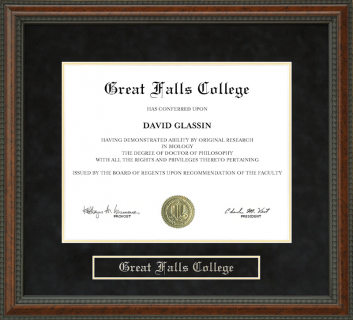 Great Falls College
HAS CONFERRED UPON
DAVID GLASSIN
HAVING DEMONSTRATED ABILITY BY ORIGINAL RESEARCH
IN BIOLOGY
THE DEGREE OF DOCTOR OF PHILOSOPHY
WITH ALL THE RIGHTS AND PRIVILEGES THERETO PERTAINING
ISSUED BY THE BOARD OF REGENTS UPON RECOMMENDATION OF THE FACULTY
PROVOST
PRESIDENT
Great Falls College